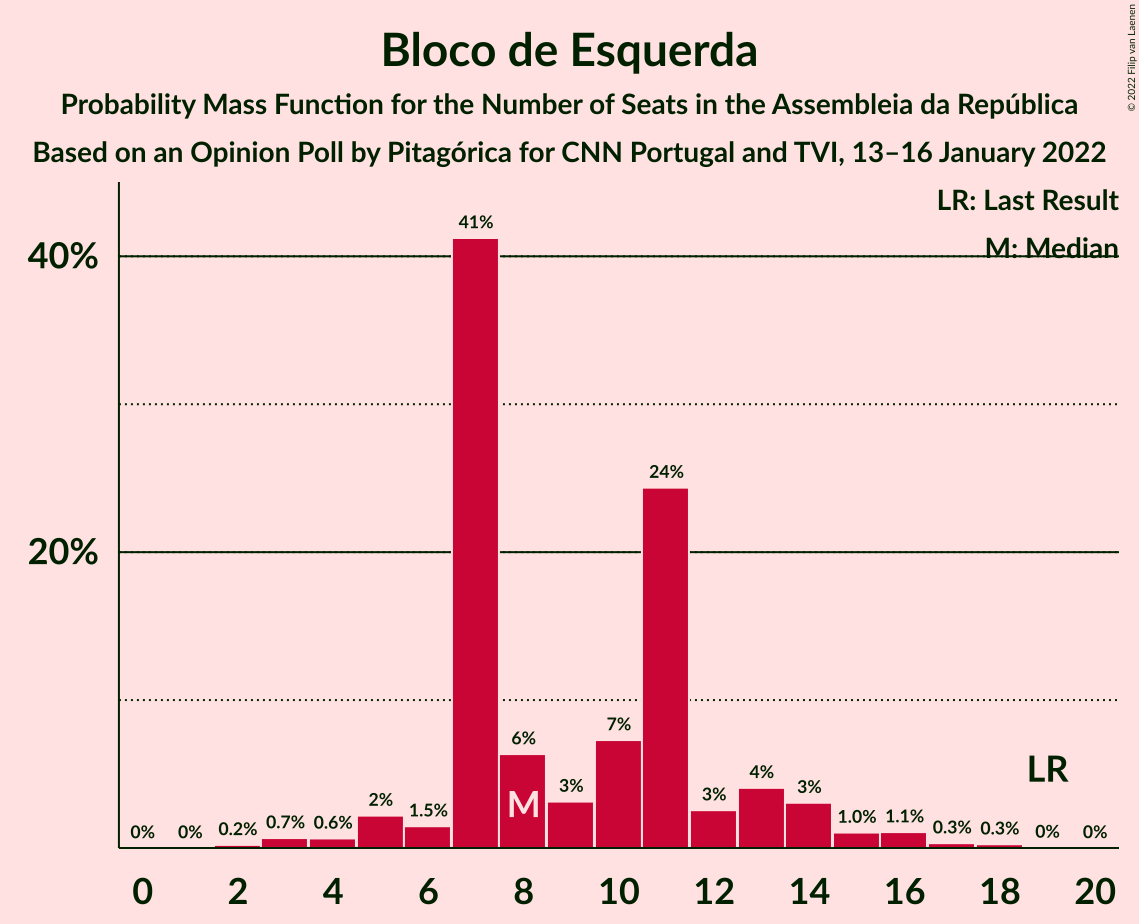 Bloco de Esquerda
Probability Mass Function for the Number of Seats in the Assembleia da República
Based on an Opinion Poll by Pitagórica for CNN Portugal and TVI, 13–16 January 2022
© 2022 Filip van Laenen
LR: Last Result
M: Median
40%
20%
0%
0%
0.2%
0.7%
0.6%
2%
1.5%
41%
6%
3%
7%
24%
3%
4%
3%
1.0%
1.1%
0.3%
0.3%
0%
0%
M
LR
0 2 4 6 8 10 12 14 16 18 20